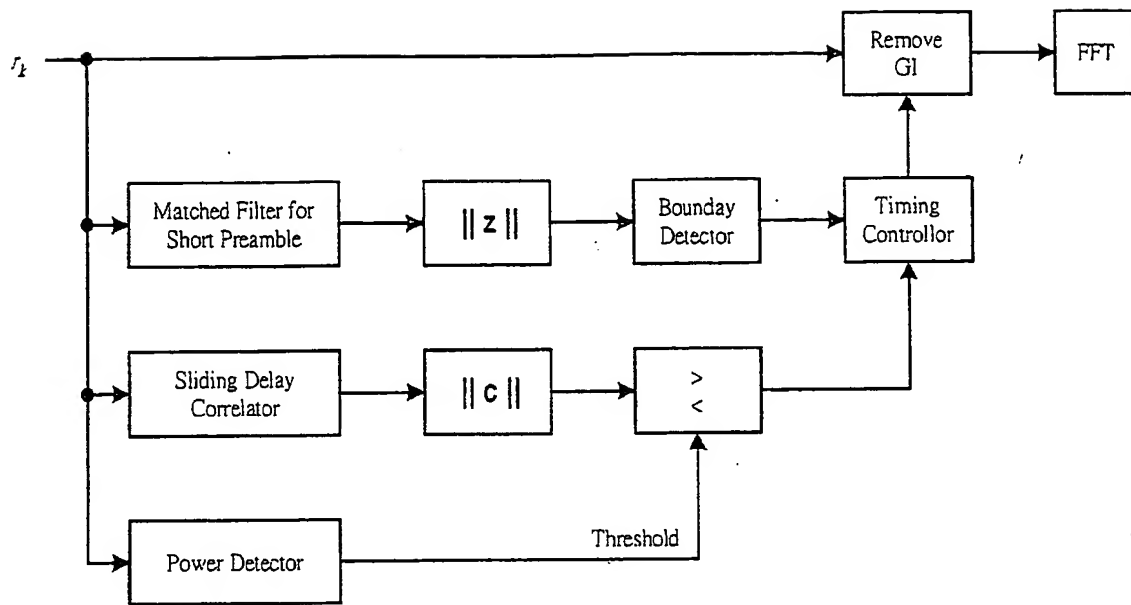 r_k
Remove
GI
FFT
Matched Filter for
Short Preamble
|| z ||
Bounday
Detector
Timing
Controllor
Sliding Delay
Correlator
|| c ||
>
<
Power Detector
Threshold